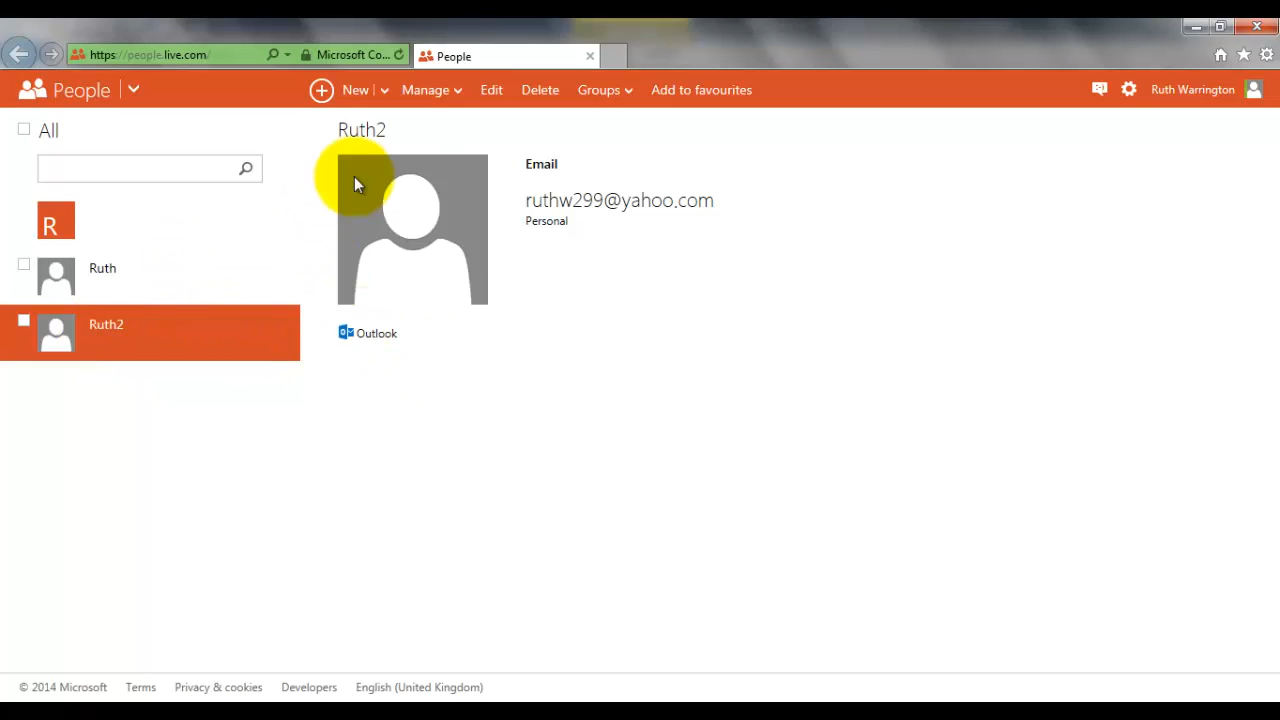 https://people.live.com/
Microsoft Co...
People
People
New
Manage
Edit
Delete
Groups
Add to favourites
Ruth Warrington
All
R
Ruth
Ruth2
Ruth2
Email
ruthw299@yahoo.com
Personal
Outlook
© 2014 Microsoft
Terms
Privacy & cookies
Developers
English (United Kingdom)